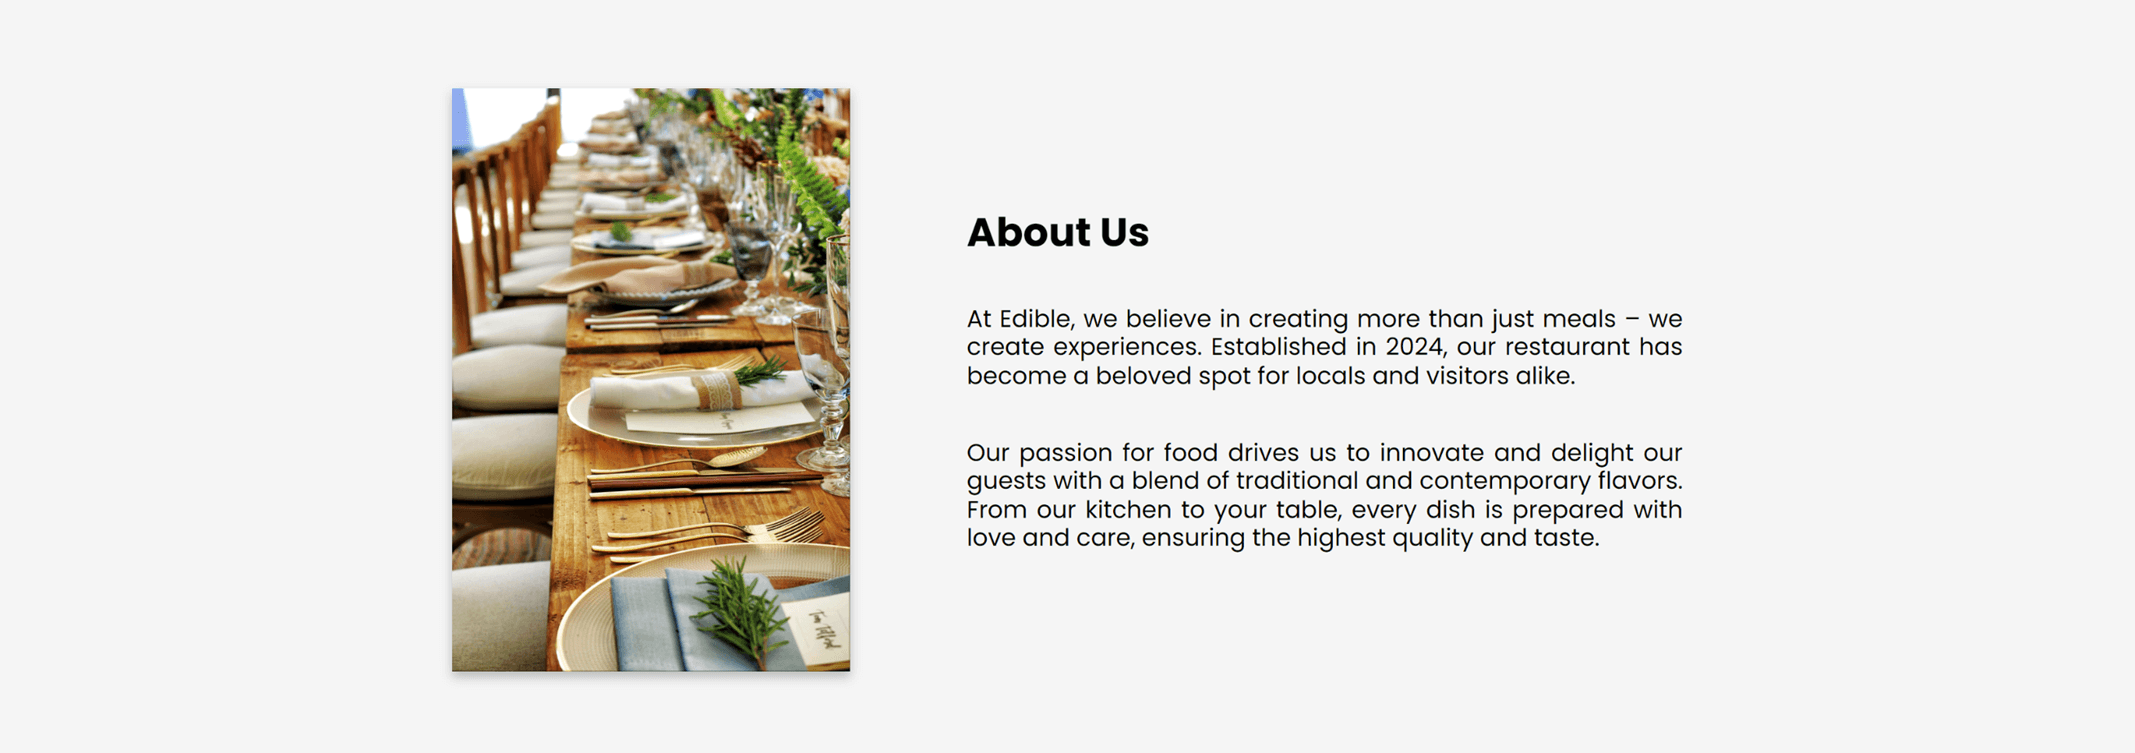 About Us
At Edible, we believe in creating more than just meals – we
create experiences. Established in 2024, our restaurant has
become a beloved spot for locals and visitors alike.
Our passion for food drives us to innovate and delight our
guests with a blend of traditional and contemporary flavors.
From our kitchen to your table, every dish is prepared with
love and care, ensuring the highest quality and taste.